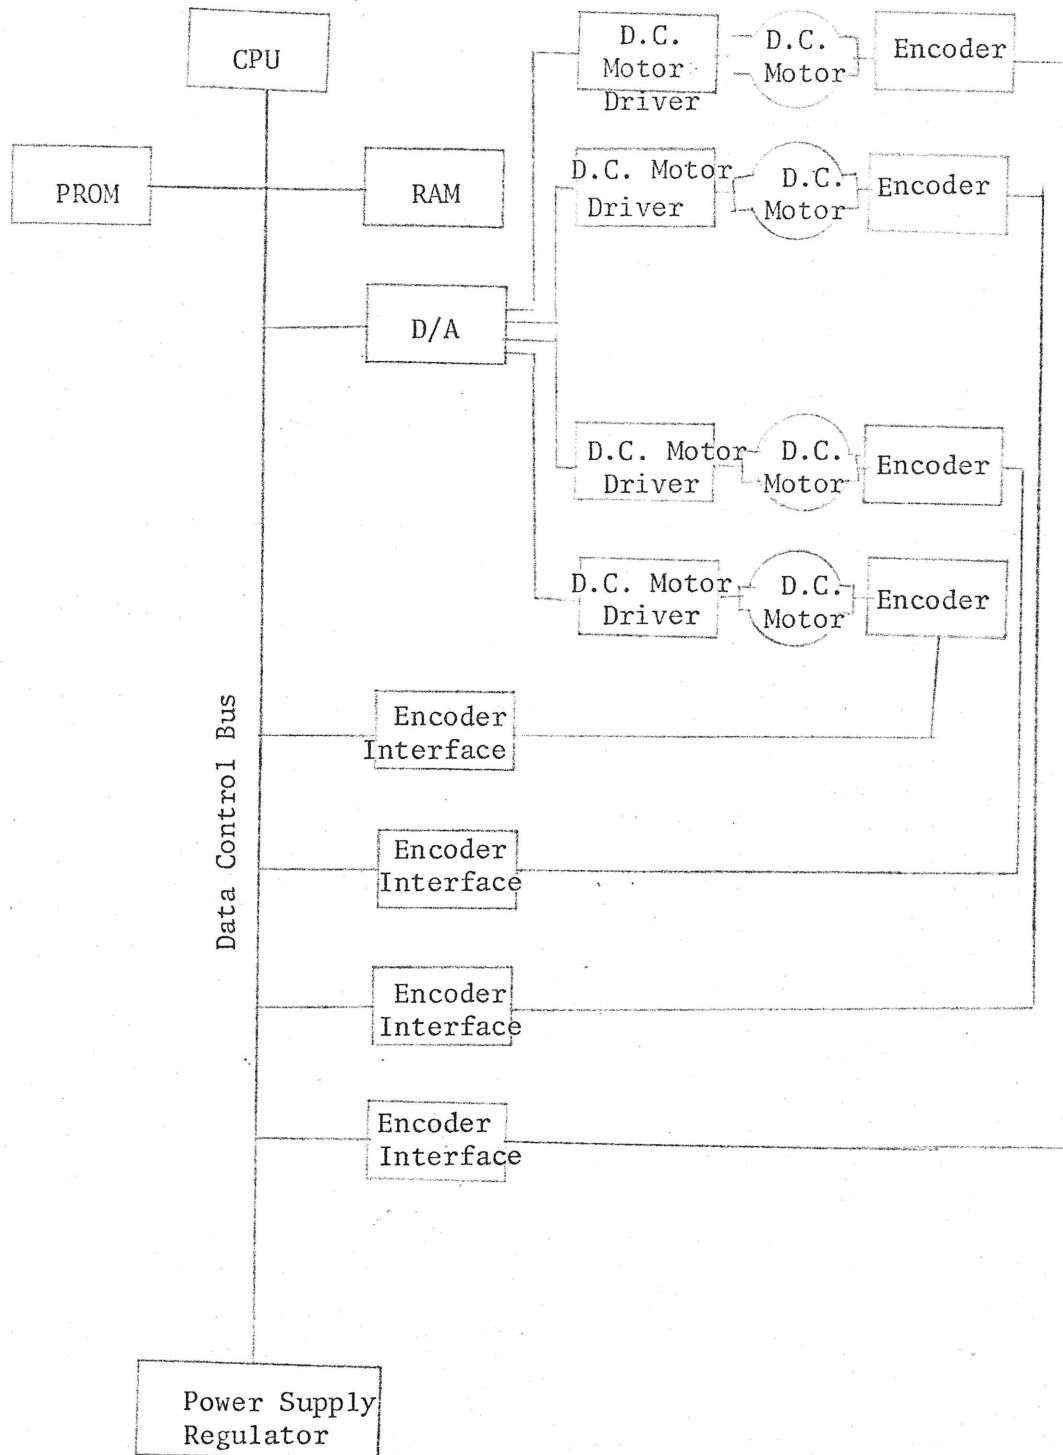 CPU
D.C.
Motor
Driver
D.C.
Motor
Encoder
PROM
RAM
D.C. Motor
Driver
D.C.
Motor
Encoder
D/A
D.C. Motor
Driver
D.C.
Motor
Encoder
D.C. Motor
Driver
D.C.
Motor
Encoder
Data Control Bus
Encoder
Interface
Encoder
Interface
Encoder
Interface
Encoder
Interface
Power Supply
Regulator